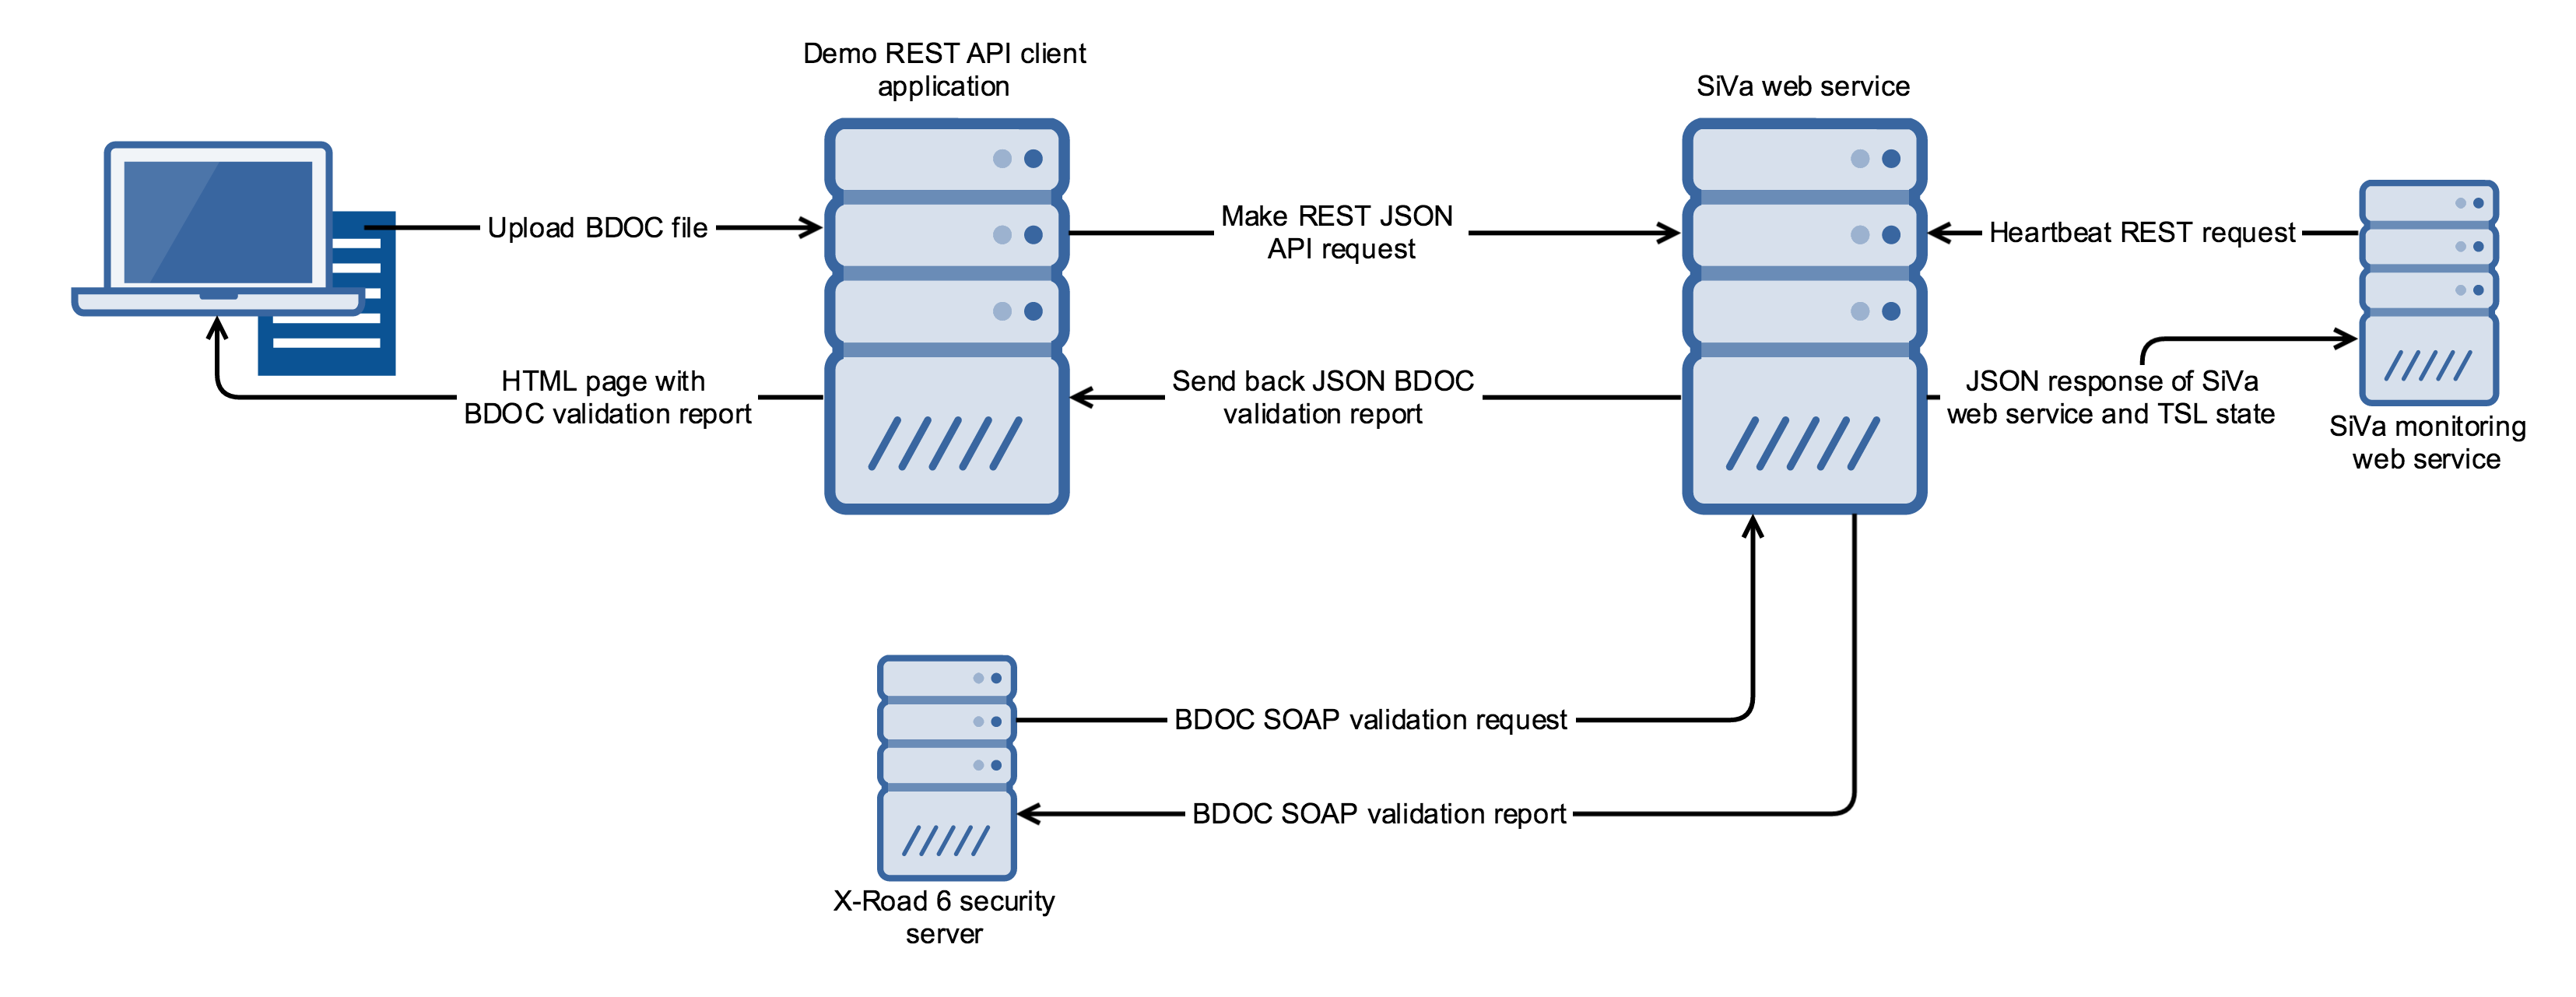 Demo REST API client
application
SiVa web service
Upload BDOC file
Make REST JSON
API request
Heartbeat REST request
HTML page with
BDOC validation report
Send back JSON BDOC
validation report
JSON response of SiVa
web service and TSL state
SiVa monitoring
web service
BDOC SOAP validation request
BDOC SOAP validation report
X-Road 6 security
server